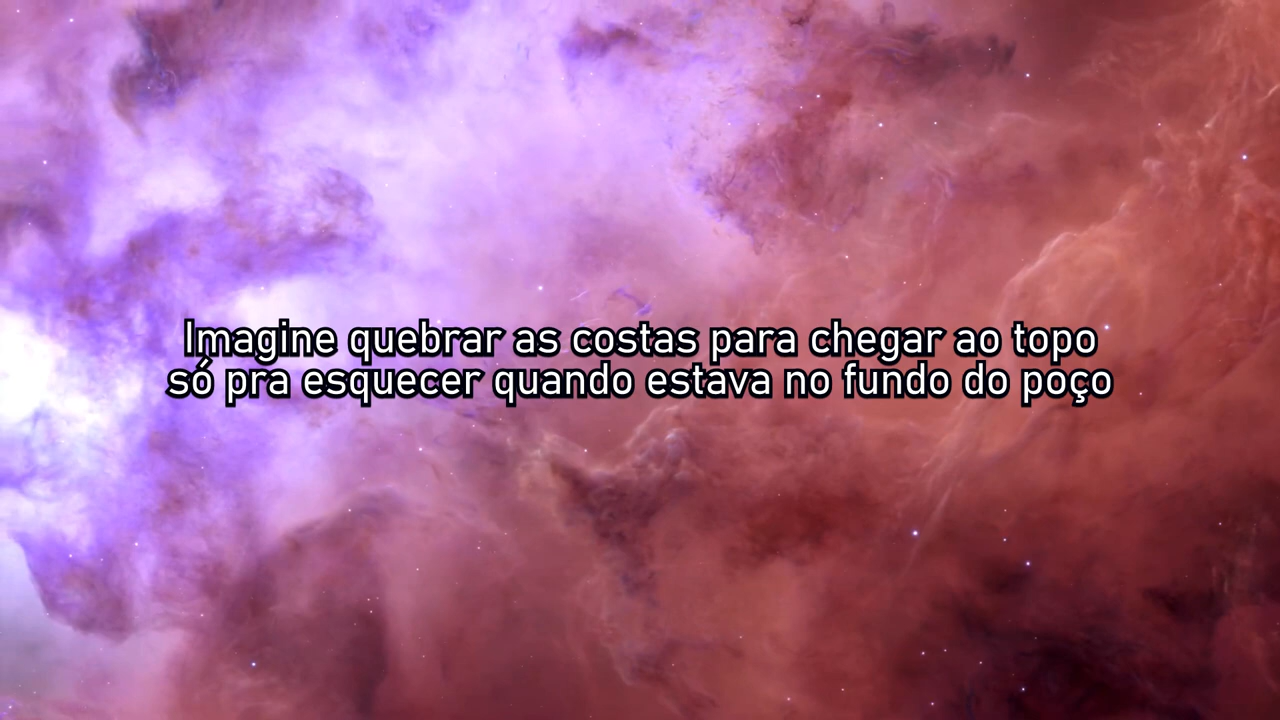 Imagine quebrar as costas para chegar ao topo
só pra esquecer quando estava no fundo do poço